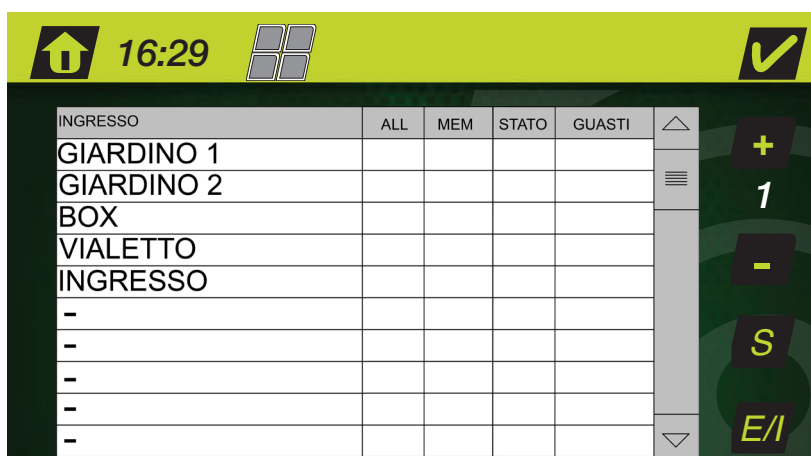 16:29
INGRESSO ALL MEM STATO GUASTI
GIARDINO 1
GIARDINO 2
BOX
VIALETTO
INGRESSO
-
-
-
-
-
+
1
-
S
E/I